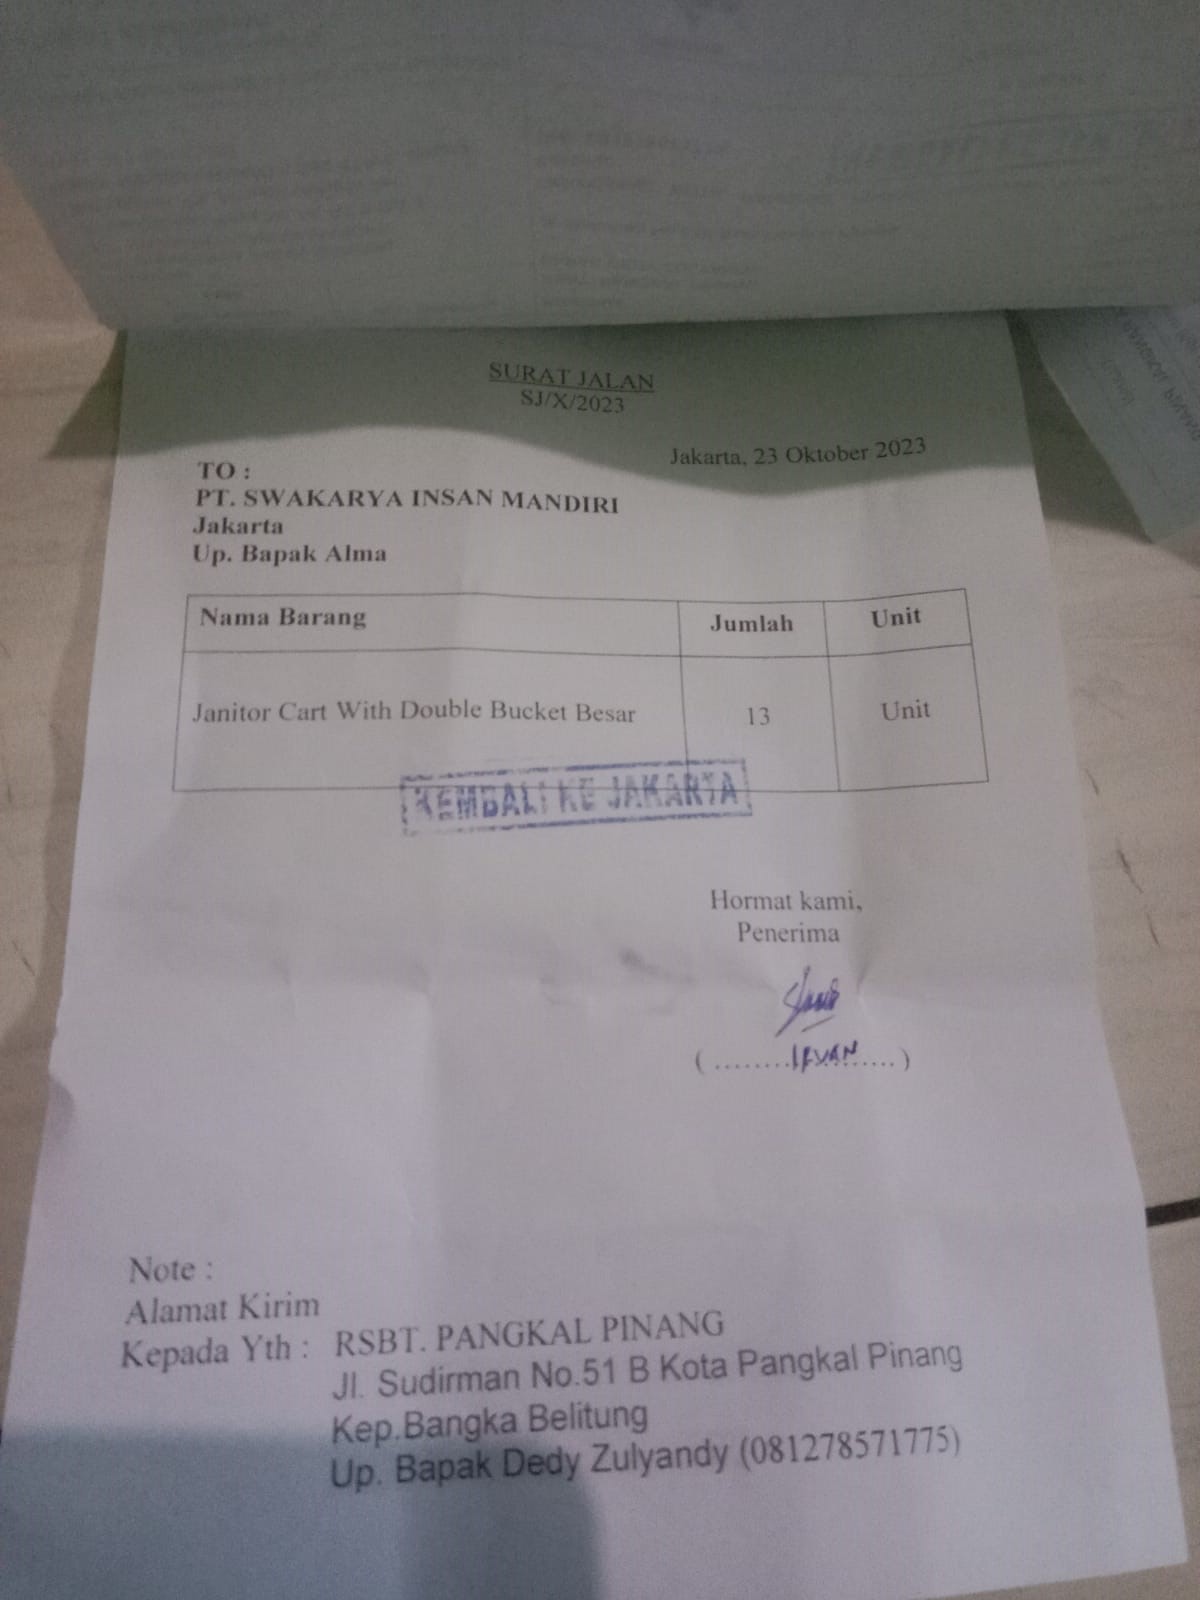 SURAT JALAN
SJ/X/2023
Jakarta, 23 Oktober 2023
TO :
PT. SWAKARYA INSAN MANDIRI
Jakarta
Up. Bapak Alma
Nama Barang Jumlah Unit
Janitor Cart With Double Bucket Besar 13 Unit
KEMBALI KE JAKARTA
Hormat kami,
Penerima
( ........IRVAN.....)
Note :
Alamat Kirim
Kepada Yth : RSBT. PANGKAL PINANG
Jl. Sudirman No.51 B Kota Pangkal Pinang
Kep.Bangka Belitung
Up. Bapak Dedy Zulyandy (081278571775)